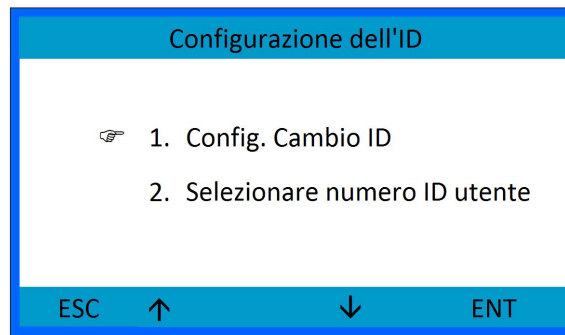 Configurazione dell'ID
☞ 1. Config. Cambio ID
2. Selezionare numero ID utente
ESC ↑ ↓ ENT